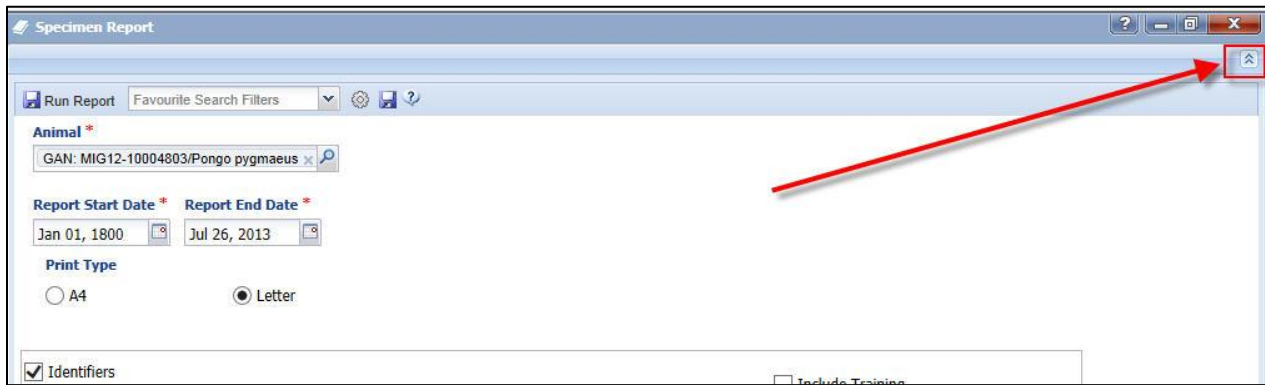 Specimen Report
Run Report Favourite Search Filters
Animal *
GAN: MIG12-10004803/Pongo pygmaeus
Report Start Date * Report End Date *
Jan 01, 1800 Jul 26, 2013
Print Type
A4 Letter
Identifiers
Include Training